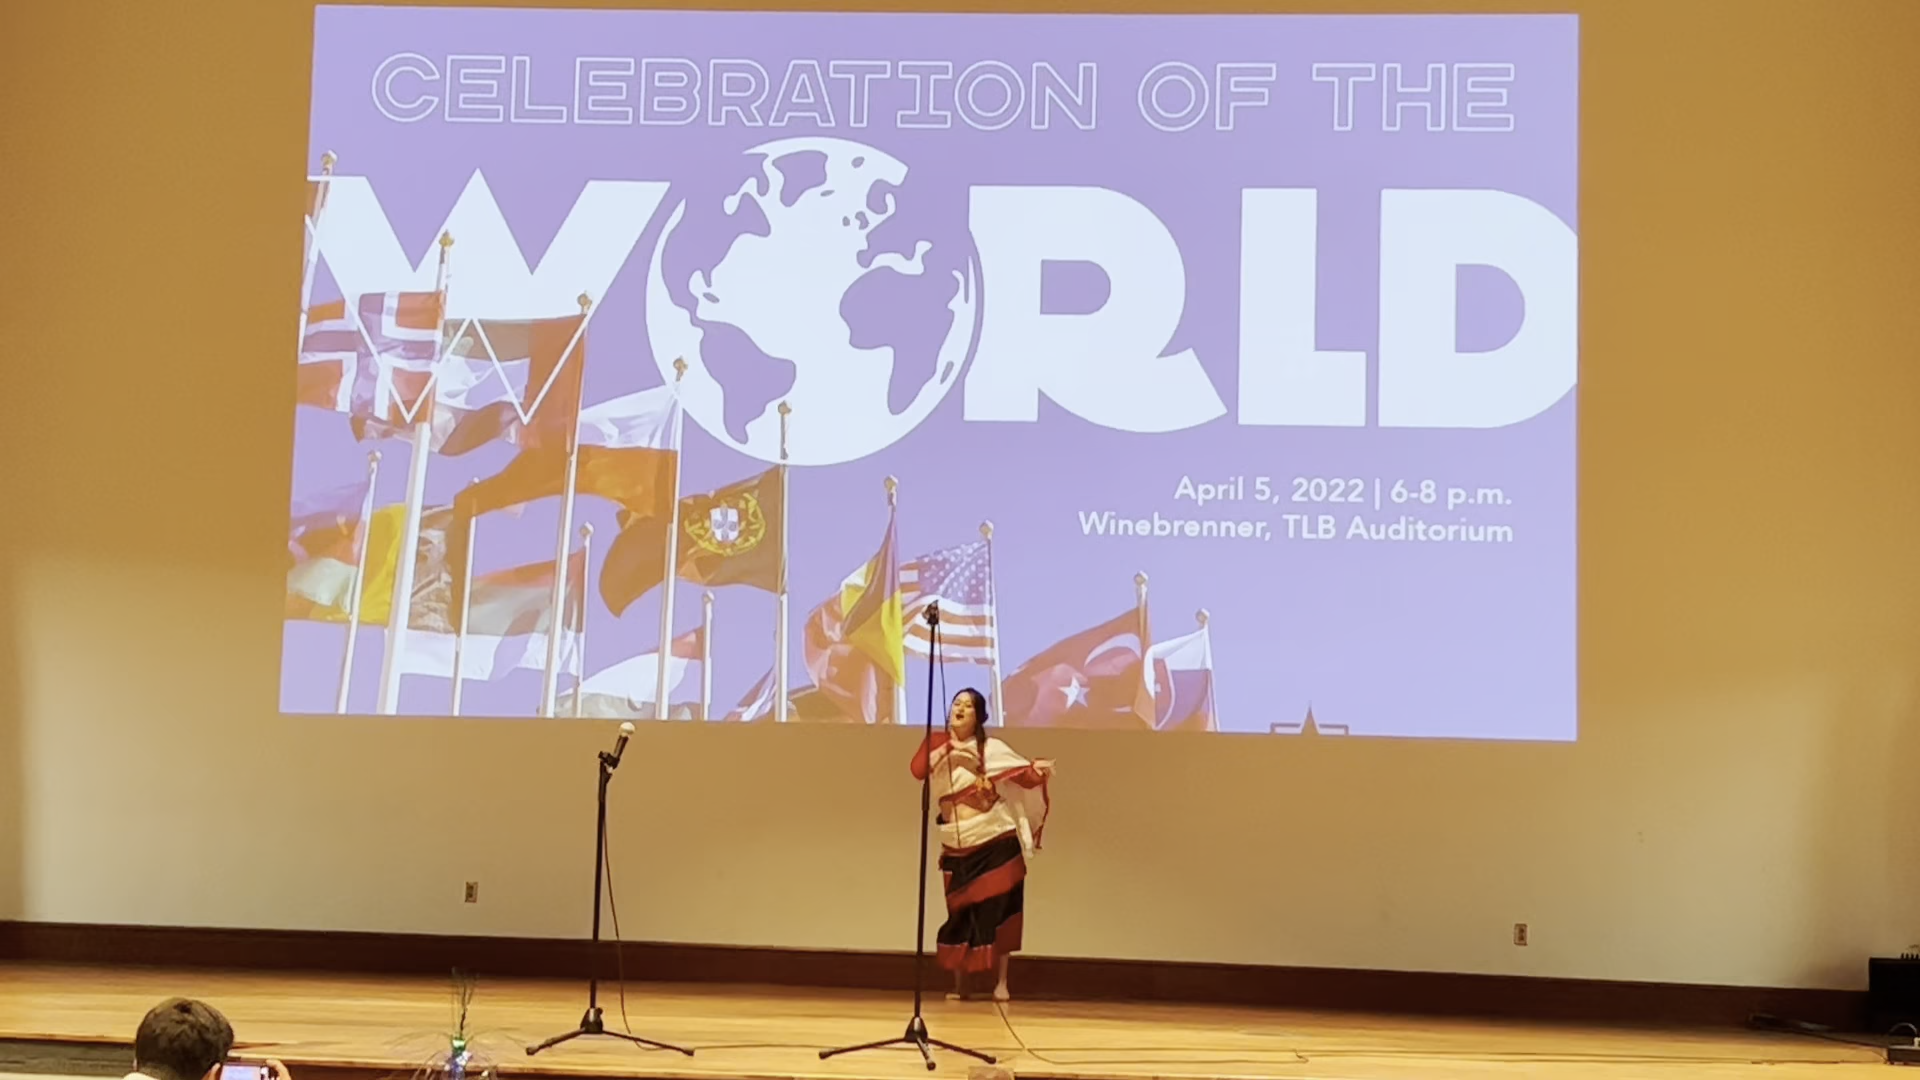 CELEBRATION OF THE
WORLD
April 5, 2022 | 6-8 p.m.
Winebrenner, TLB Auditorium